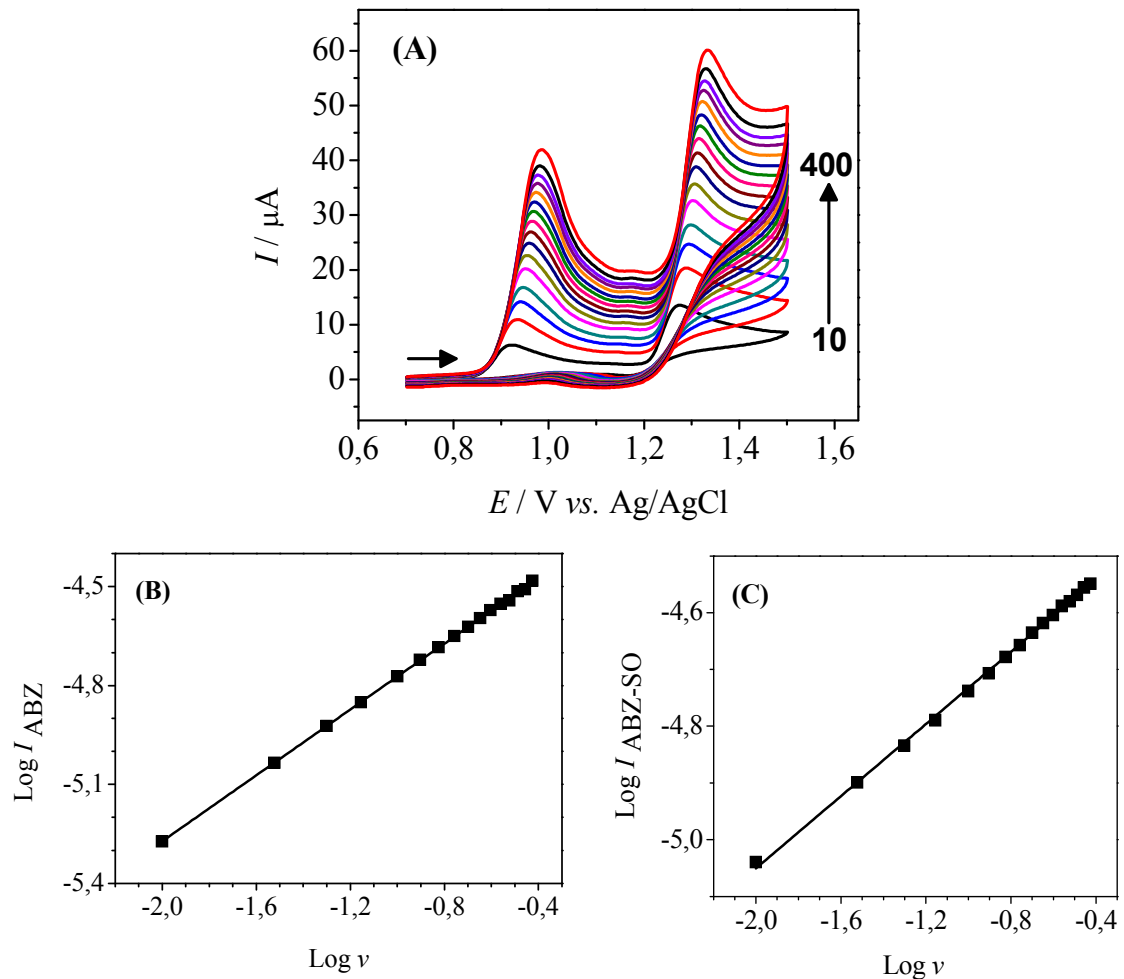 (A)
60
50
40
30
20
10
0
I / µA
400
10
0,6 0,8 1,0 1,2 1,4 1,6
E / V vs. Ag/AgCl
(B)
-4,5
-4,8
-5,1
-5,4
Log I ABZ
-2,0 -1,6 -1,2 -0,8 -0,4
Log v
(C)
-4,6
-4,8
-5,0
Log I ABZ-SO
-2,0 -1,6 -1,2 -0,8 -0,4
Log v